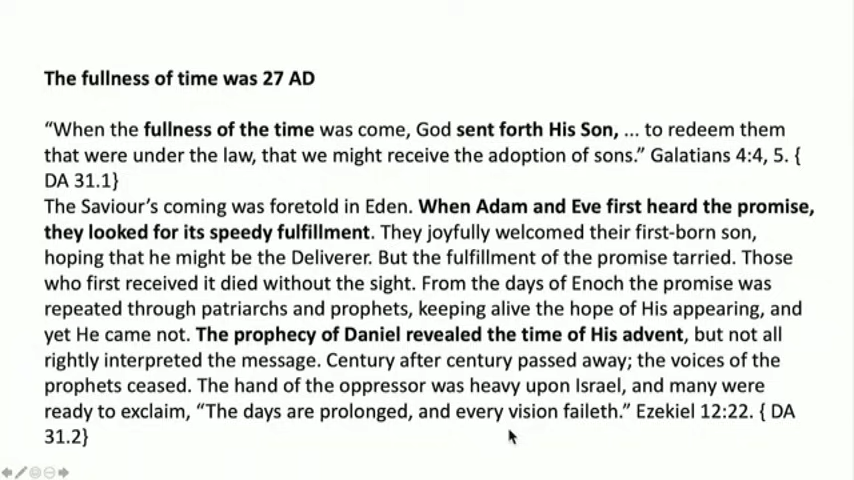 The fullness of time was 27 AD
“When the fullness of the time was come, God sent forth His Son, ... to redeem them
that were under the law, that we might receive the adoption of sons.” Galatians 4:4, 5. {
DA 31.1}
The Saviour’s coming was foretold in Eden. When Adam and Eve first heard the promise,
they looked for its speedy fulfillment. They joyfully welcomed their first-born son,
hoping that he might be the Deliverer. But the fulfillment of the promise tarried. Those
who first received it died without the sight. From the days of Enoch the promise was
repeated through patriarchs and prophets, keeping alive the hope of His appearing, and
yet He came not. The prophecy of Daniel revealed the time of His advent, but not all
rightly interpreted the message. Century after century passed away; the voices of the
prophets ceased. The hand of the oppressor was heavy upon Israel, and many were
ready to exclaim, “The days are prolonged, and every vision faileth.” Ezekiel 12:22. { DA
31.2}